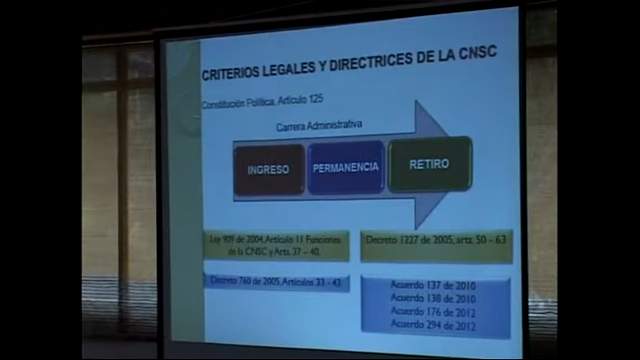 CRITERIOS LEGALES Y DIRECTRICES DE LA CNSC
Constitución Política, Artículo 125
Carrera Administrativa
INGRESO
PERMANENCIA
RETIRO
Ley 909 de 2004, Artículo 11 Funciones
de la CNSC y Arts. 37 – 40.
Decreto 1227 de 2005, arts. 50 – 63
Decreto 760 de 2005, Artículos 33 - 43
Acuerdo 137 de 2010
Acuerdo 138 de 2010
Acuerdo 176 de 2012
Acuerdo 294 de 2012